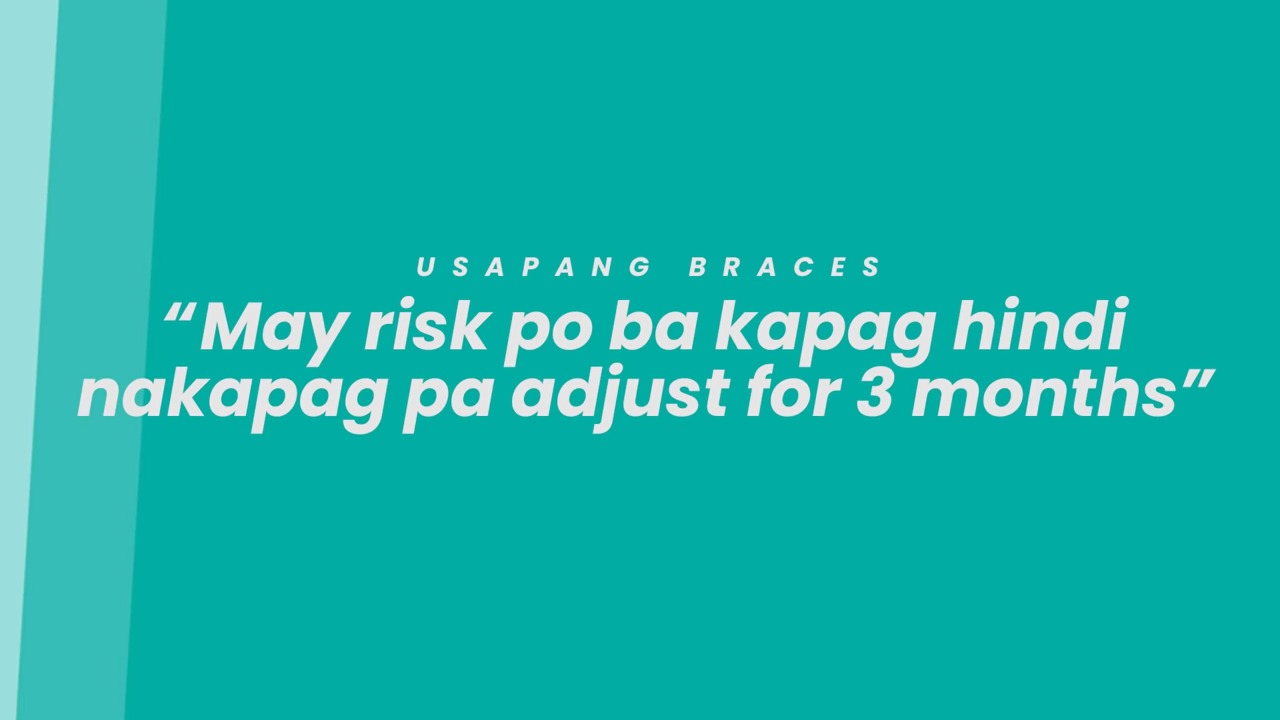 USAPANG BRACES
“May risk po ba kapag hindi
nakapag pa adjust for 3 months”